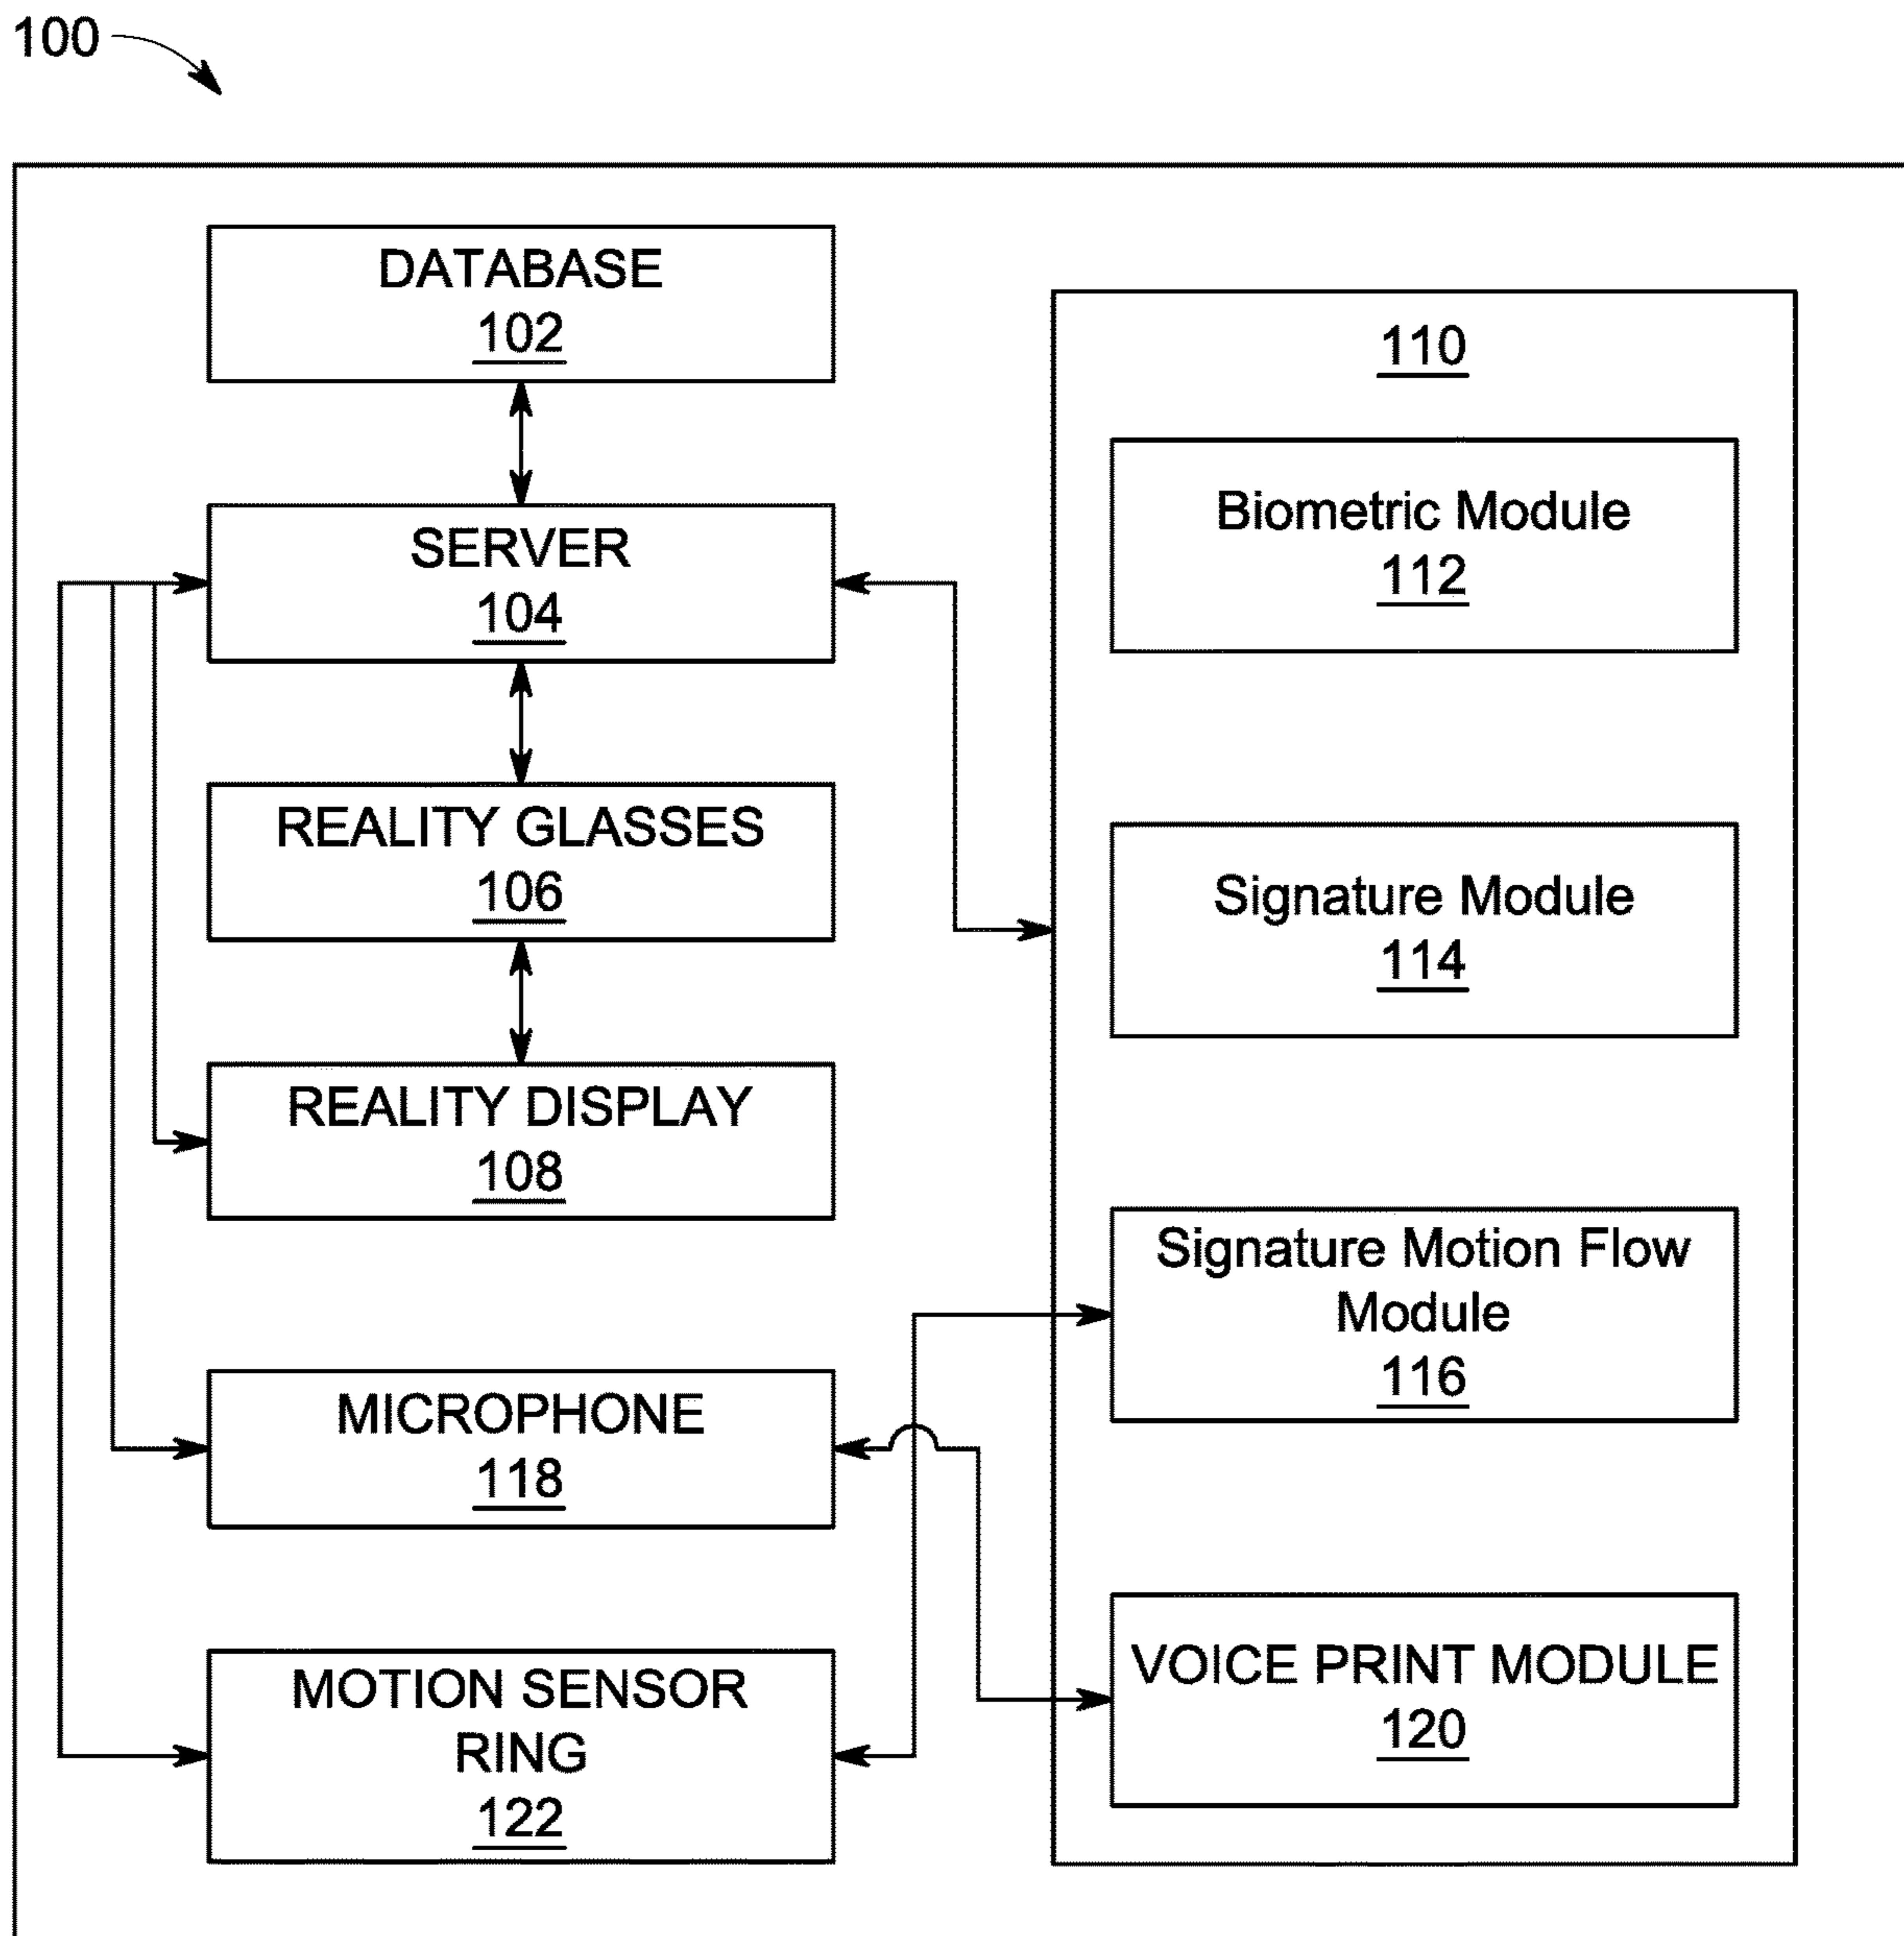 100
DATABASE
102
SERVER
104
REALITY GLASSES
106
REALITY DISPLAY
108
MICROPHONE
118
MOTION SENSOR
RING
122
110
Biometric Module
112
Signature Module
114
Signature Motion Flow
Module
116
VOICE PRINT MODULE
120